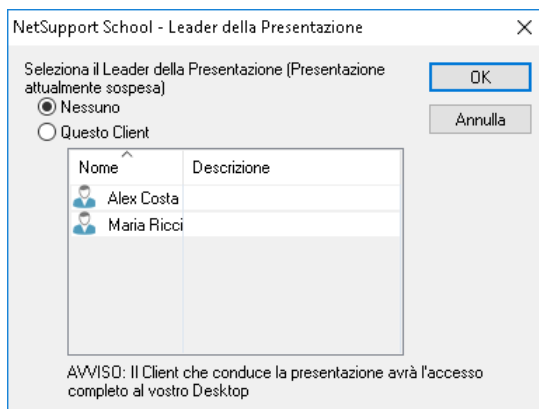 NetSupport School - Leader della Presentazione
Seleziona il Leader della Presentazione (Presentazione
attualmente sospesa)
OK
Nessuno
Annulla
Questo Client
Nome Descrizione
Alex Costa
Maria Ricci
AVVISO: Il Client che conduce la presentazione avrà l'accesso
completo al vostro Desktop